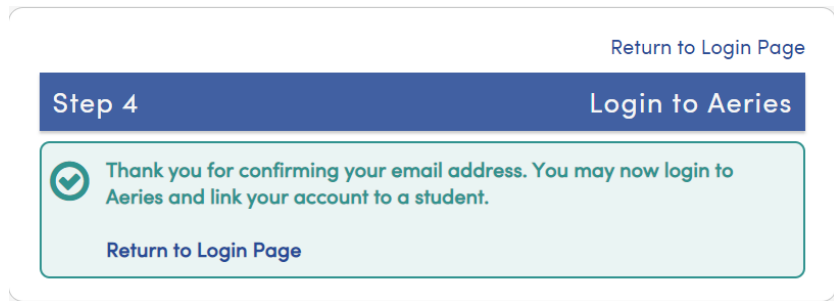 Return to Login Page
Step 4 Login to Aeries
Thank you for confirming your email address. You may now login to
Aeries and link your account to a student.
Return to Login Page